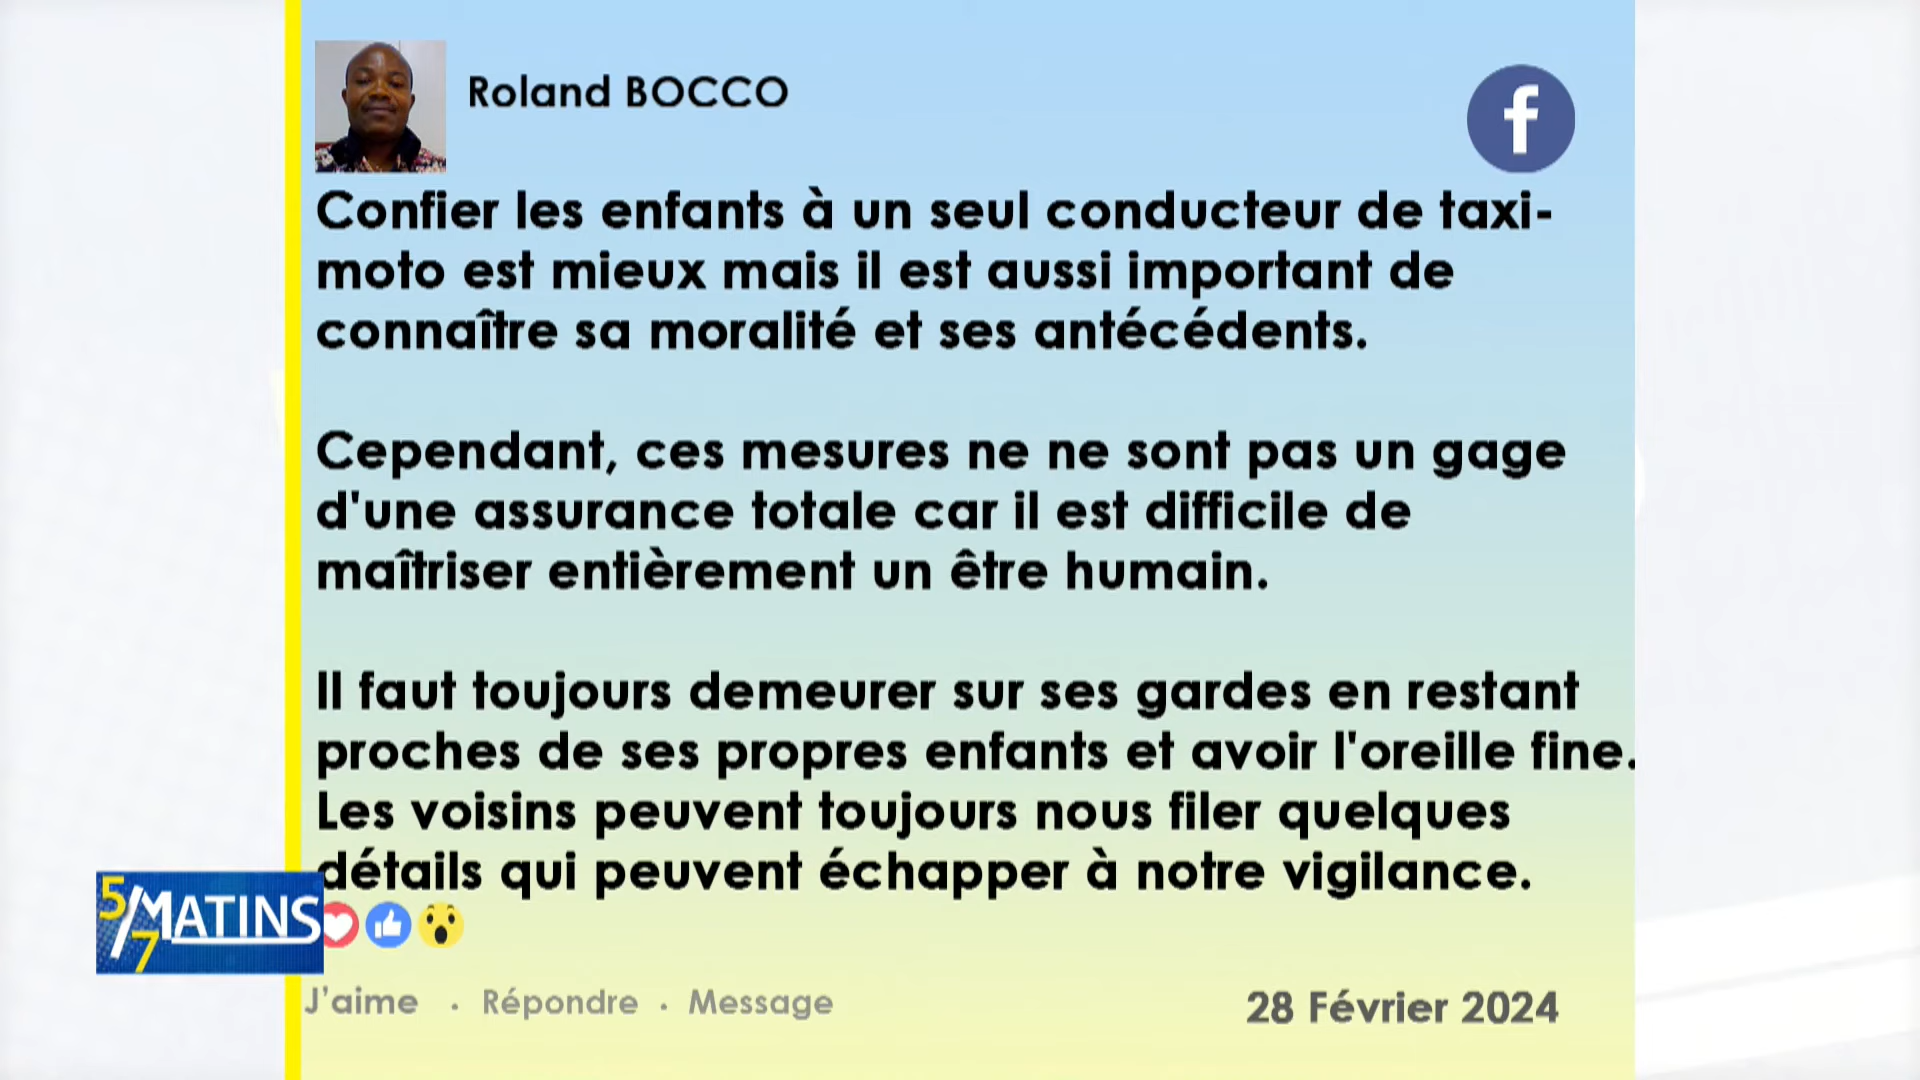 Roland BOCCO
f
Confier les enfants à un seul conducteur de taxi-
moto est mieux mais il est aussi important de
connaître sa moralité et ses antécédents.
Cependant, ces mesures ne ne sont pas un gage
d'une assurance totale car il est difficile de
maîtriser entièrement un être humain.
Il faut toujours demeurer sur ses gardes en restant
proches de ses propres enfants et avoir l'oreille fine.
Les voisins peuvent toujours nous filer quelques
détails qui peuvent échapper à notre vigilance.
5/7 MATINS
J'aime . Répondre . Message
28 Février 2024